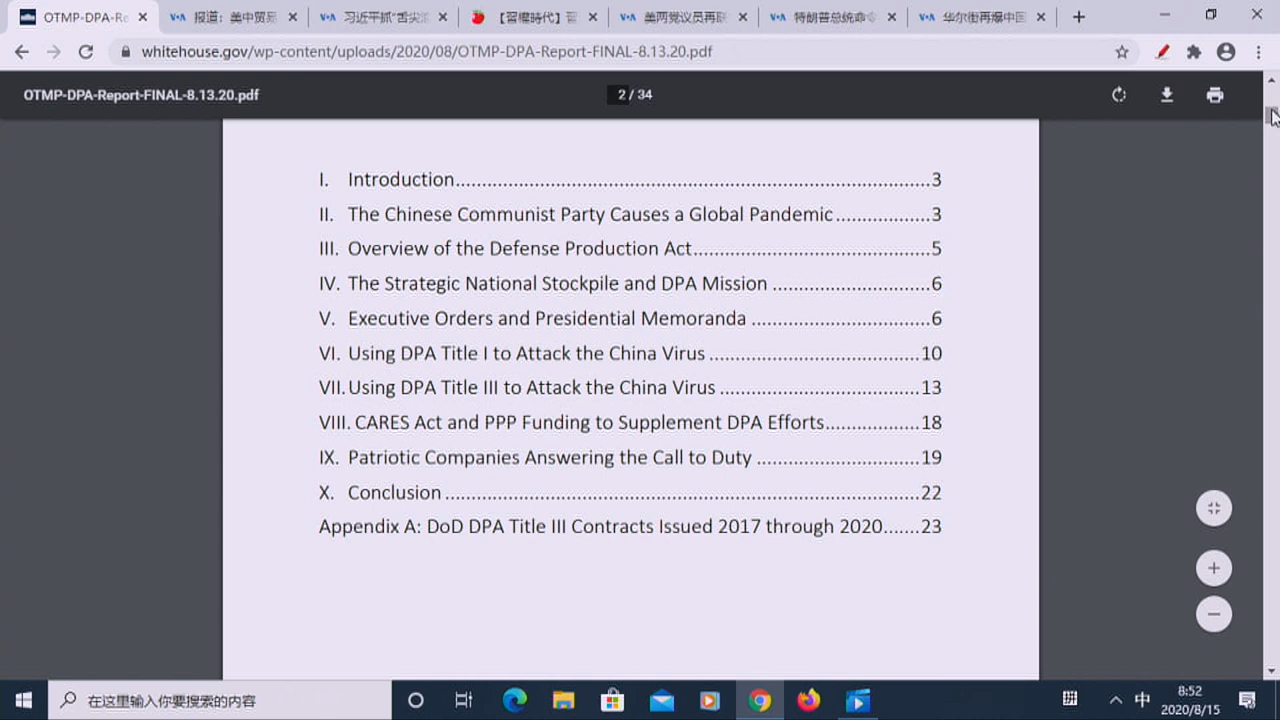 OTMP-DPA-Re
报道：美中贸易
习近平抓"舌尖
【習權時代】
美两党议员再
特朗普总统命令
华尔街再爆中国
whitehouse.gov/wp-content/uploads/2020/08/OTMP-DPA-Report-FINAL-8.13.20.pdf
OTMP-DPA-Report-FINAL-8.13.20.pdf
2 / 34
I. Introduction..........................................................................................3
II. The Chinese Communist Party Causes a Global Pandemic..................3
III. Overview of the Defense Production Act.............................................5
IV. The Strategic National Stockpile and DPA Mission ..............................6
V. Executive Orders and Presidential Memoranda ..................................6
VI. Using DPA Title I to Attack the China Virus ........................................10
VII. Using DPA Title III to Attack the China Virus ......................................13
VIII. CARES Act and PPP Funding to Supplement DPA Efforts..................18
IX. Patriotic Companies Answering the Call to Duty ...............................19
X. Conclusion ...........................................................................................22
Appendix A: DoD DPA Title III Contracts Issued 2017 through 2020.......23
在这里输入你要搜索的内容
中
8:52
2020/8/15